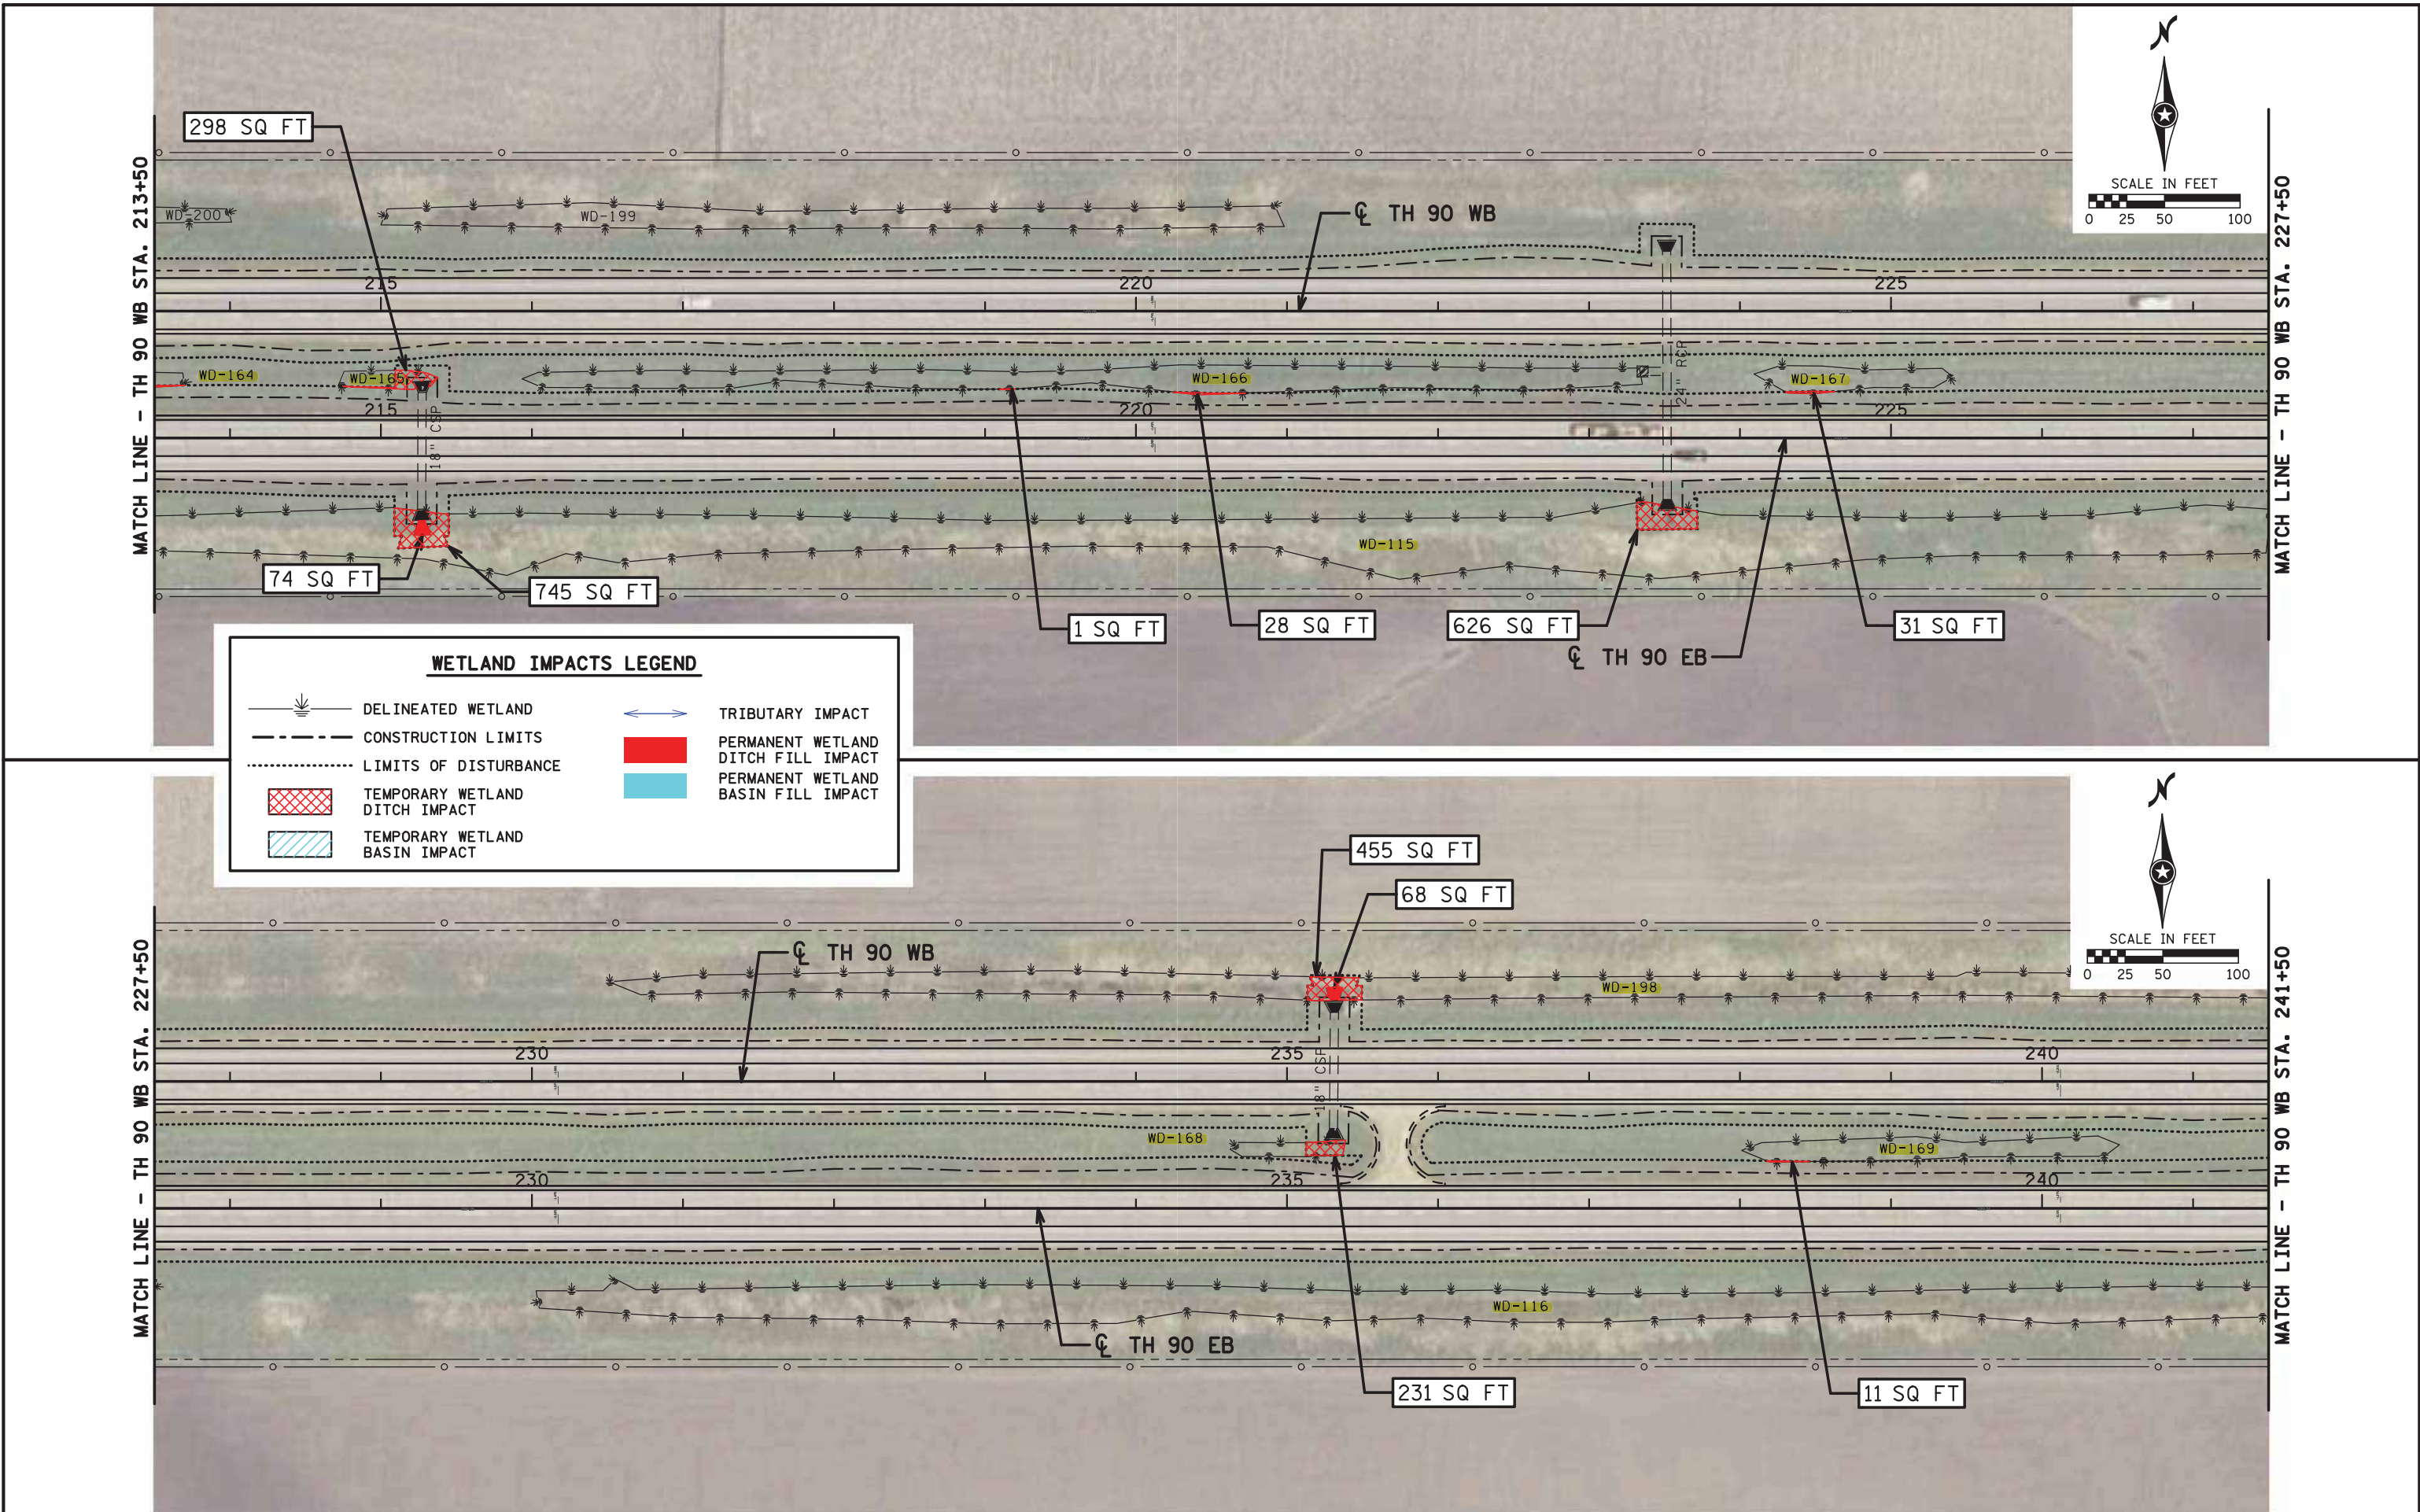 298 SQ FT
N
SCALE IN FEET
0 25 50 100
MATCH LINE - TH 90 WB STA. 213+50
MATCH LINE - TH 90 WB STA. 227+50
WD-200
WD-199
℄ TH 90 WB
215
220
225
WD-164
WD-165
WD-166
WD-167
24" RCP
215
220
225
18" CSP
WD-115
74 SQ FT
745 SQ FT
1 SQ FT
28 SQ FT
626 SQ FT
31 SQ FT
℄ TH 90 EB
WETLAND IMPACTS LEGEND
DELINEATED WETLAND
CONSTRUCTION LIMITS
LIMITS OF DISTURBANCE
TEMPORARY WETLAND
DITCH IMPACT
TEMPORARY WETLAND
BASIN IMPACT
TRIBUTARY IMPACT
PERMANENT WETLAND
DITCH FILL IMPACT
PERMANENT WETLAND
BASIN FILL IMPACT
N
SCALE IN FEET
0 25 50 100
455 SQ FT
68 SQ FT
MATCH LINE - TH 90 WB STA. 227+50
MATCH LINE - TH 90 WB STA. 241+50
℄ TH 90 WB
WD-198
230
235
240
18" CSP
WD-168
WD-169
230
235
240
WD-116
℄ TH 90 EB
231 SQ FT
11 SQ FT